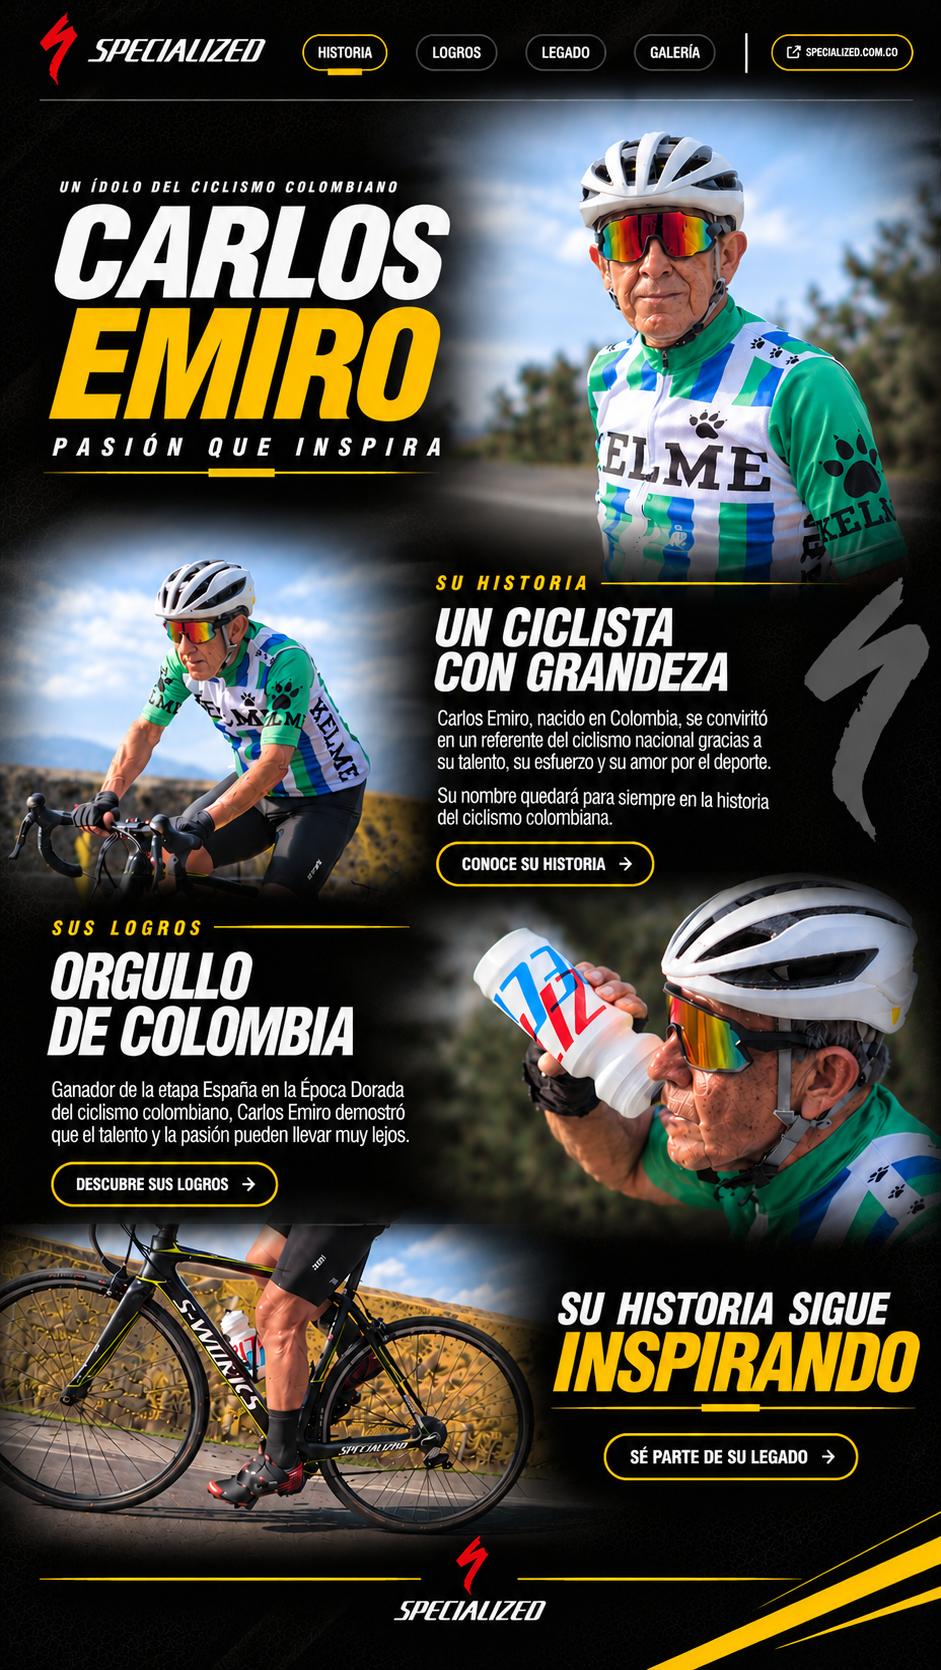 SPECIALIZED
HISTORIA
LOGROS
LEGADO
GALERÍA
SPECIALIZED.COM.CO
UN ÍDOLO DEL CICLISMO COLOMBIANO
CARLOS
EMIRO
PASIÓN QUE INSPIRA
KELME
KELM
SU HISTORIA
UN CICLISTA
CON GRANDEZA
Carlos Emiro, nacido en Colombia, se conviritó
en un referente del ciclismo nacional gracias a
su talento, su esfuerzo y su amor por el deporte.
Su nombre quedará para siempre en la historia
del ciclismo colombiana.
CONOCE SU HISTORIA
KELME
SUS LOGROS
ORGULLO
DE COLOMBIA
Ganador de la etapa España en la Época Dorada
del ciclismo colombiano, Carlos Emiro demostró
que el talento y la pasión pueden llevar muy lejos.
DESCUBRE SUS LOGROS
S-WORKS
SPECIALIZED
SU HISTORIA SIGUE
INSPIRANDO
SÉ PARTE DE SU LEGADO
SPECIALIZED